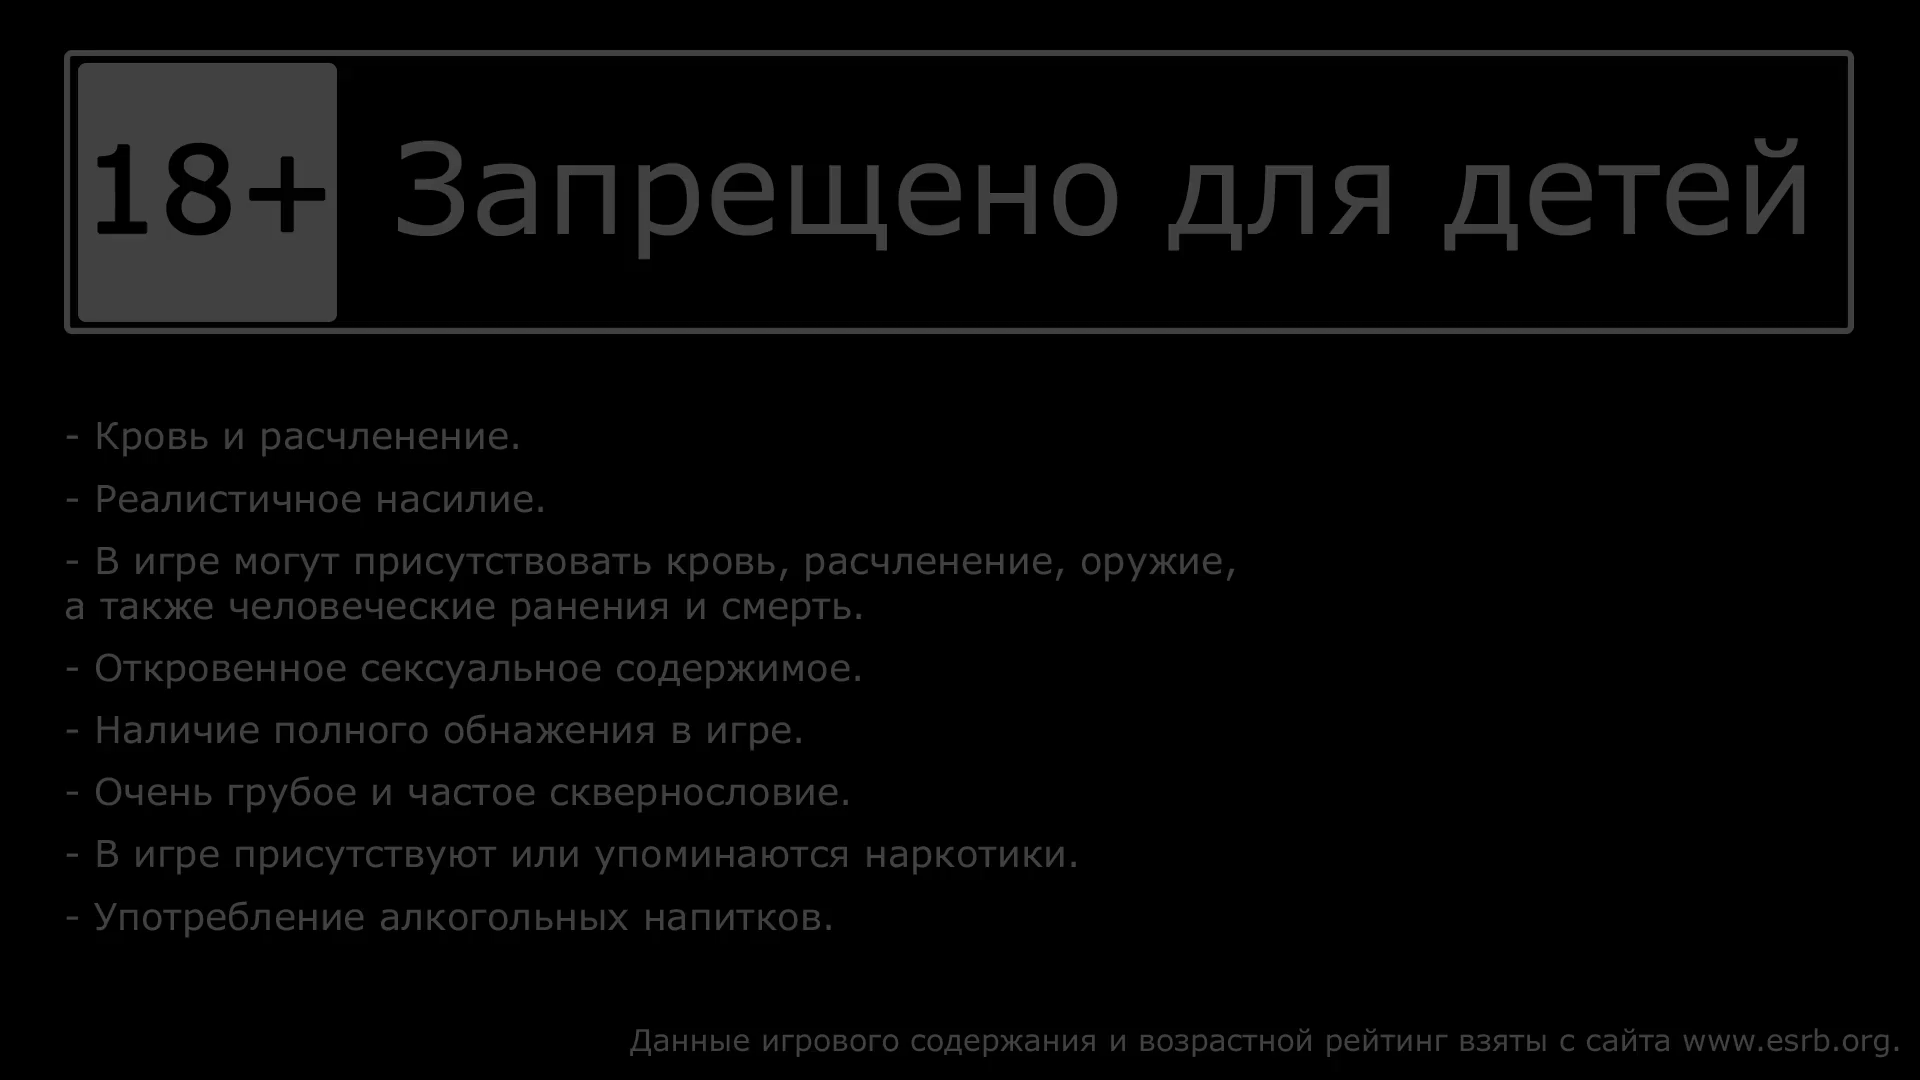 18+ Запрещено для детей
- Кровь и расчленение.
- Реалистичное насилие.
- В игре могут присутствовать кровь, расчленение, оружие,
а также человеческие ранения и смерть.
- Откровенное сексуальное содержимое.
- Наличие полного обнажения в игре.
- Очень грубое и частое сквернословие.
- В игре присутствуют или упоминаются наркотики.
- Употребление алкогольных напитков.
Данные игрового содержания и возрастной рейтинг взяты с сайта www.esrb.org.